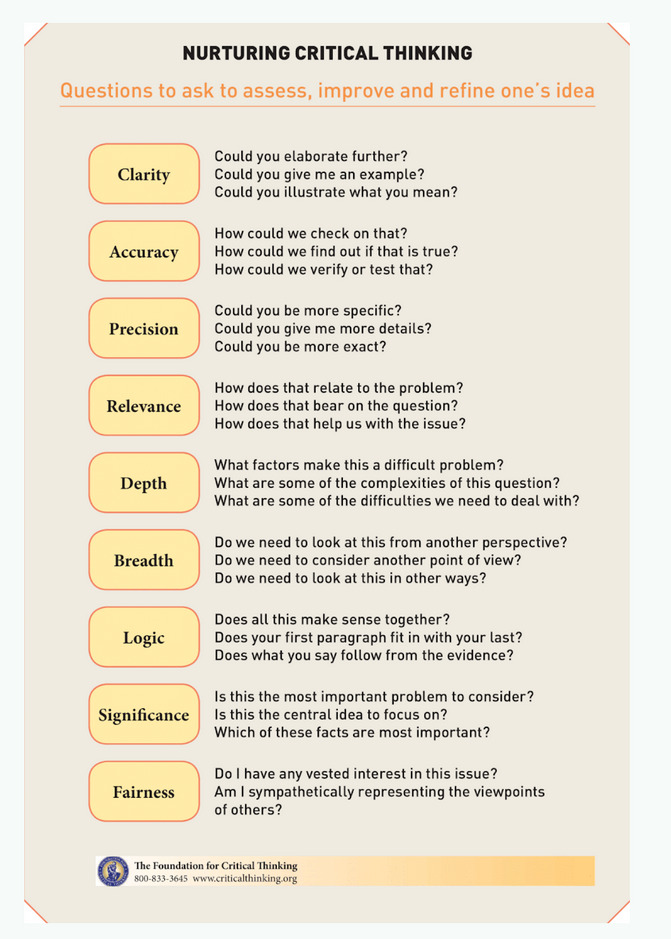 NURTURING CRITICAL THINKING
Questions to ask to assess, improve and refine one's idea
Clarity
Could you elaborate further?
Could you give me an example?
Could you illustrate what you mean?
Accuracy
How could we check on that?
How could we find out if that is true?
How could we verify or test that?
Precision
Could you be more specific?
Could you give me more details?
Could you be more exact?
Relevance
How does that relate to the problem?
How does that bear on the question?
How does that help us with the issue?
Depth
What factors make this a difficult problem?
What are some of the complexities of this question?
What are some of the difficulties we need to deal with?
Breadth
Do we need to look at this from another perspective?
Do we need to consider another point of view?
Do we need to look at this in other ways?
Logic
Does all this make sense together?
Does your first paragraph fit in with your last?
Does what you say follow from the evidence?
Significance
Is this the most important problem to consider?
Is this the central idea to focus on?
Which of these facts are most important?
Fairness
Do I have any vested interest in this issue?
Am I sympathetically representing the viewpoints
of others?
The Foundation for Critical Thinking
800-833-3645 www.criticalthinking.org